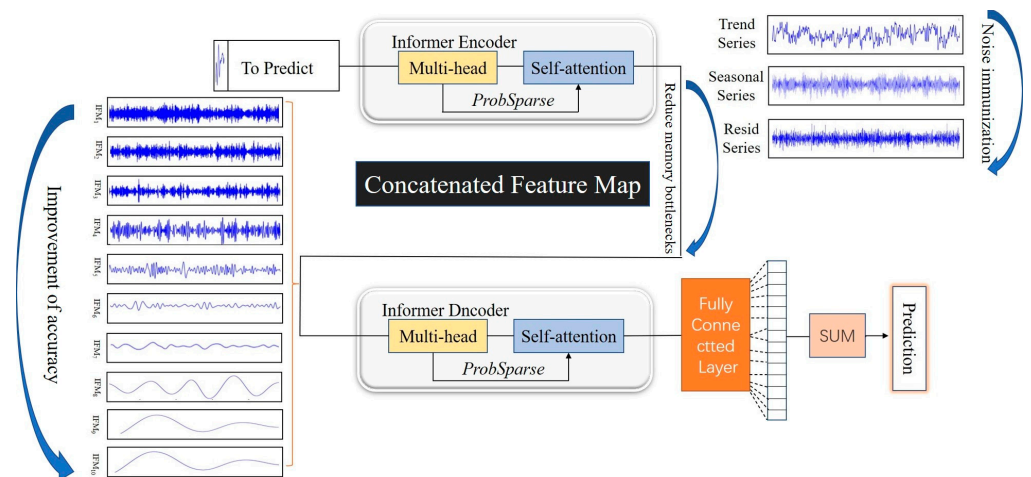 To Predict
Informer Encoder
Multi-head
Self-attention
ProbSparse
Reduce memory bottlenecks
Trend
Series
Seasonal
Series
Resid
Series
Noise immunization
Improvement of accuracy
IFM1
IFM2
IFM3
IFM4
IFM5
IFM6
IFM7
IFM8
IFM9
Concatenated Feature Map
Informer Dncoder
Multi-head
Self-attention
ProbSparse
Fully
Conne
ctted
Layer
SUM
Prediction